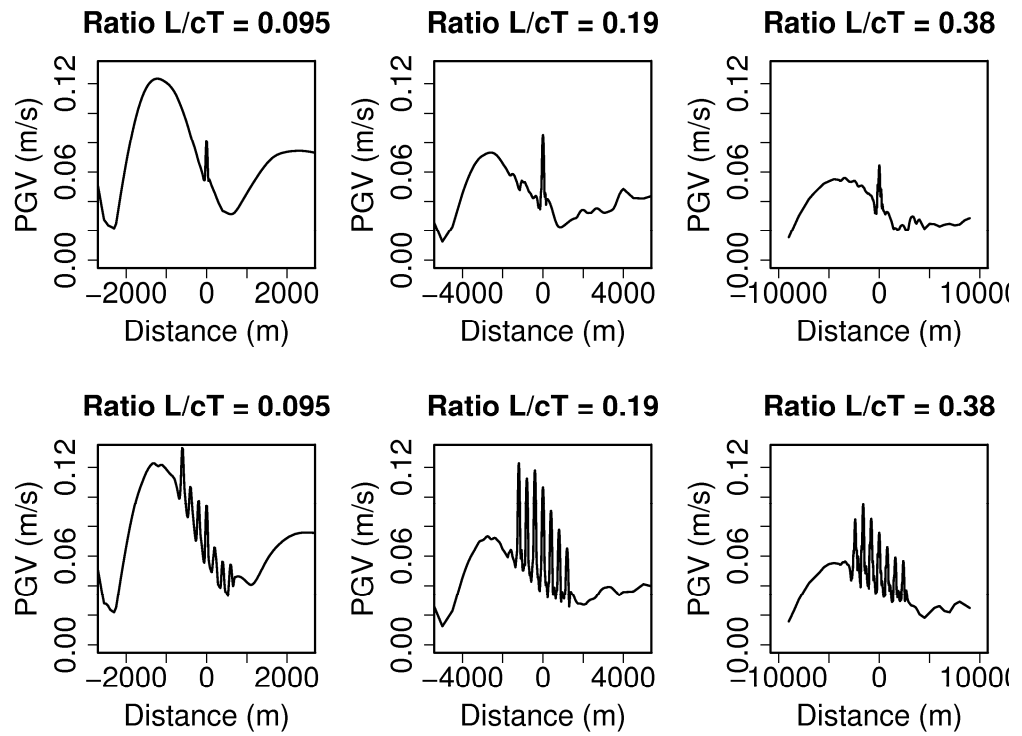 Ratio L/cT = 0.095 Ratio L/cT = 0.19 Ratio L/cT = 0.38
PGV (m/s) PGV (m/s) PGV (m/s)
0.12 0.12 0.12
0.06 0.06 0.06
0.00 0.00 0.00
−2000 0 2000 −4000 0 4000 −10000 0 10000
Distance (m) Distance (m) Distance (m)
Ratio L/cT = 0.095 Ratio L/cT = 0.19 Ratio L/cT = 0.38
PGV (m/s) PGV (m/s) PGV (m/s)
0.12 0.12 0.12
0.06 0.06 0.06
0.00 0.00 0.00
−2000 0 2000 −4000 0 4000 −10000 0 10000
Distance (m) Distance (m) Distance (m)